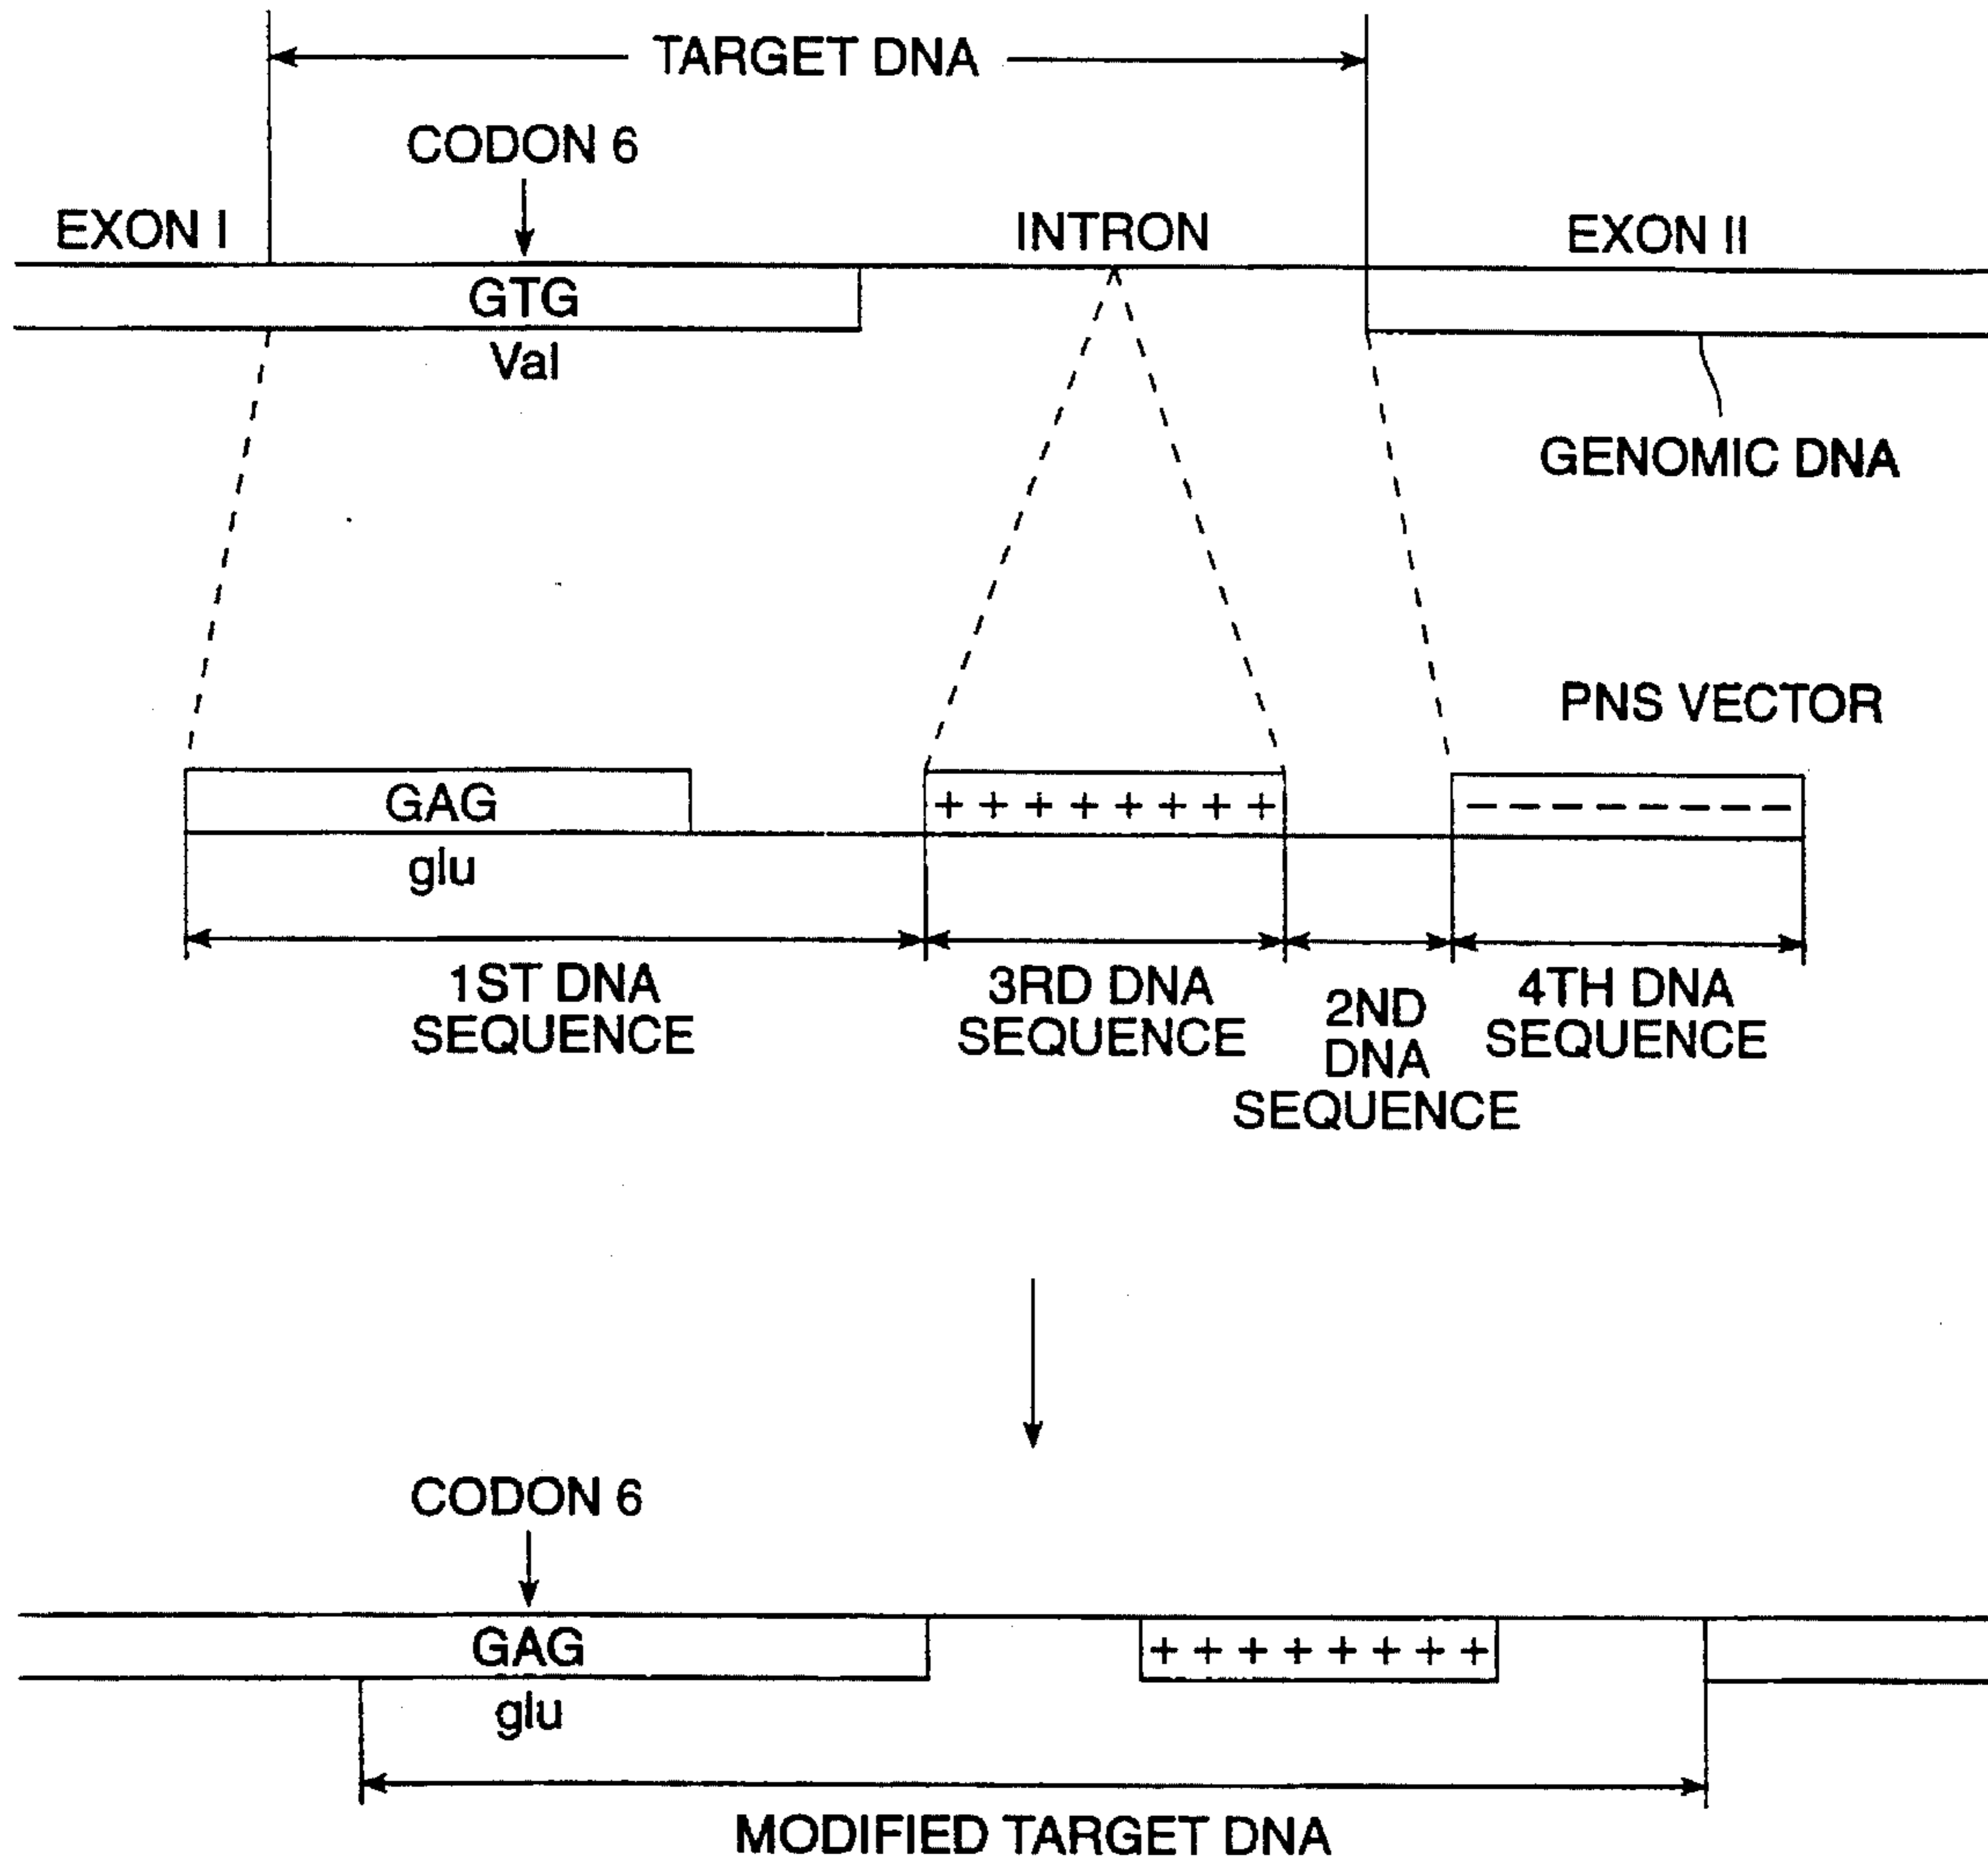 TARGET DNA
CODON 6
EXON I
INTRON
EXON II
GTG
Val
GENOMIC DNA
PNS VECTOR
GAG
+ + + + + + + +
– – – – – – – –
glu
1ST DNA
SEQUENCE
3RD DNA
SEQUENCE
2ND
DNA
SEQUENCE
4TH DNA
SEQUENCE
CODON 6
GAG
+ + + + + + + +
glu
MODIFIED TARGET DNA